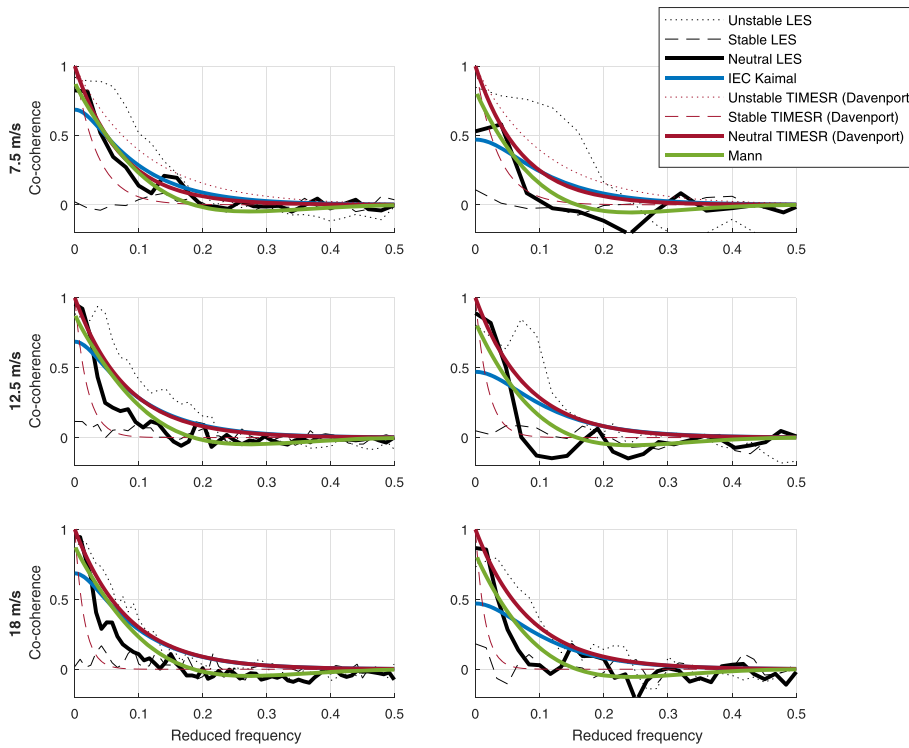 Unstable LES
Stable LES
Neutral LES
IEC Kaimal
Unstable TIMESR (Davenport)
Stable TIMESR (Davenport)
Neutral TIMESR (Davenport)
Mann
7.5 m/s
Co-coherence
1
0.5
0
0 0.1 0.2 0.3 0.4 0.5
1
0.5
0
0 0.1 0.2 0.3 0.4 0.5
12.5 m/s
Co-coherence
1
0.5
0
0 0.1 0.2 0.3 0.4 0.5
1
0.5
0
0 0.1 0.2 0.3 0.4 0.5
18 m/s
Co-coherence
1
0.5
0
0 0.1 0.2 0.3 0.4 0.5
Reduced frequency
1
0.5
0
0 0.1 0.2 0.3 0.4 0.5
Reduced frequency